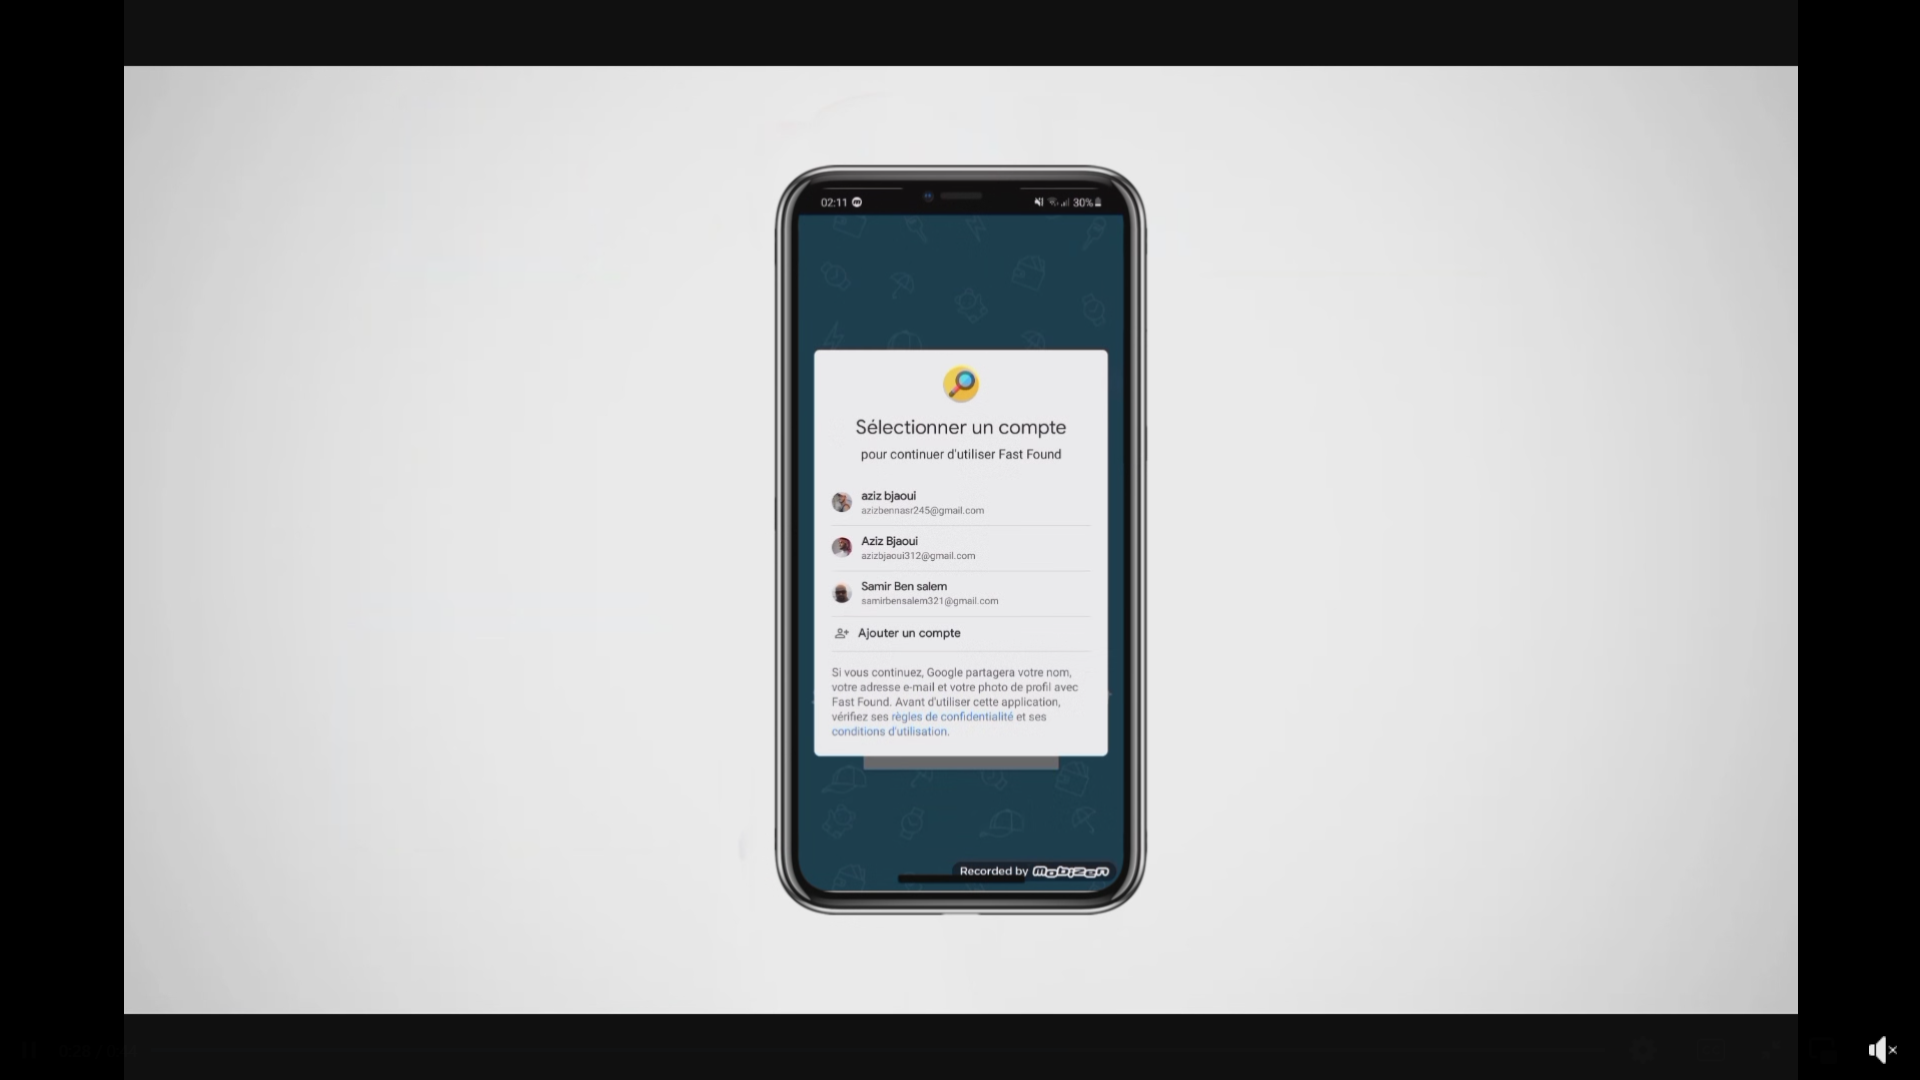 02:11
30%
Sélectionner un compte
pour continuer d'utiliser Fast Found
aziz bjaoui
azizbennasr245@gmail.com
Aziz Bjaoui
azizbjaoui312@gmail.com
Samir Ben salem
samirbensalem321@gmail.com
Ajouter un compte
Si vous continuez, Google partagera votre nom,
votre adresse e-mail et votre photo de profil avec
Fast Found. Avant d'utiliser cette application,
vérifiez ses règles de confidentialité et ses
conditions d'utilisation.
Recorded by mobizen